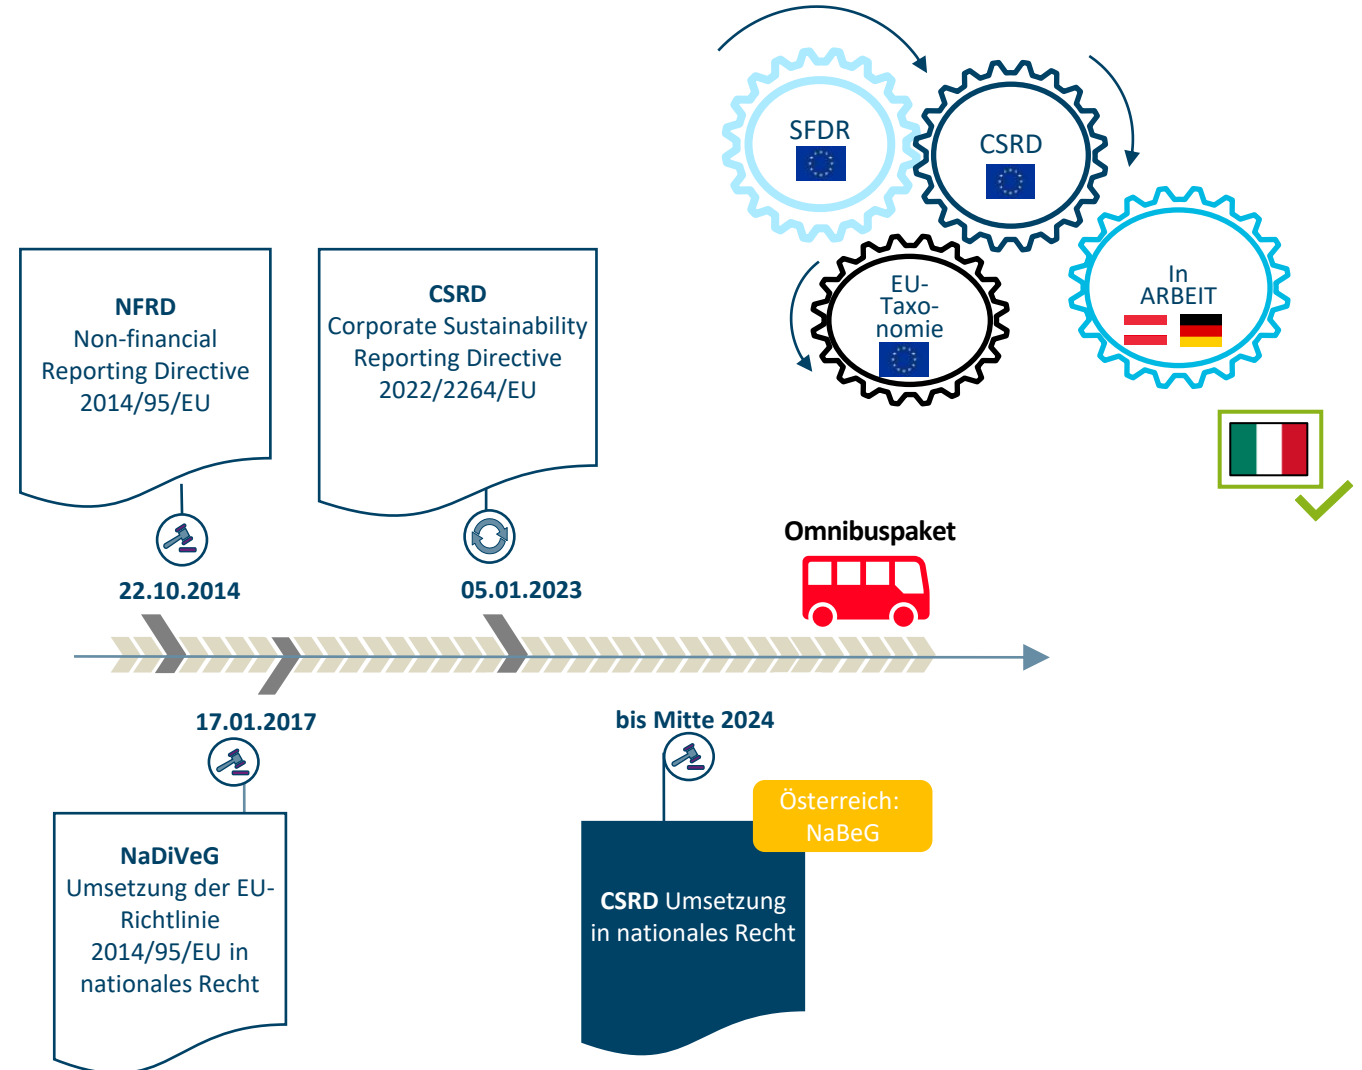 SFDR
CSRD
EU-
Taxo-
nomie
In
ARBEIT
NFRD
Non-financial
Reporting Directive
2014/95/EU
CSRD
Corporate Sustainability
Reporting Directive
2022/2264/EU
Omnibuspaket
22.10.2014
05.01.2023
17.01.2017
bis Mitte 2024
Österreich:
NaBeG
NaDiVeG
Umsetzung der EU-
Richtlinie
2014/95/EU in
nationales Recht
CSRD Umsetzung
in nationales Recht